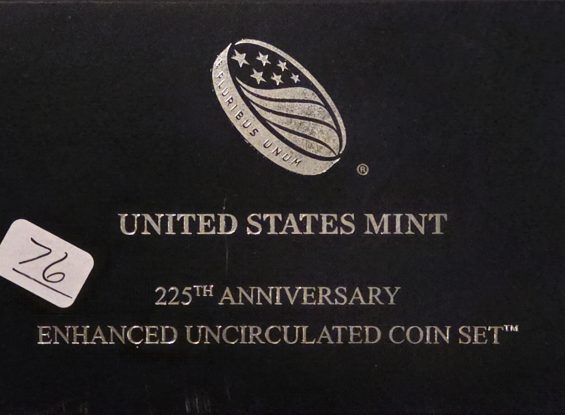 E PLURIBUS UNUM
®
UNITED STATES MINT
76
225TH ANNIVERSARY
ENHANCED UNCIRCULATED COIN SET™